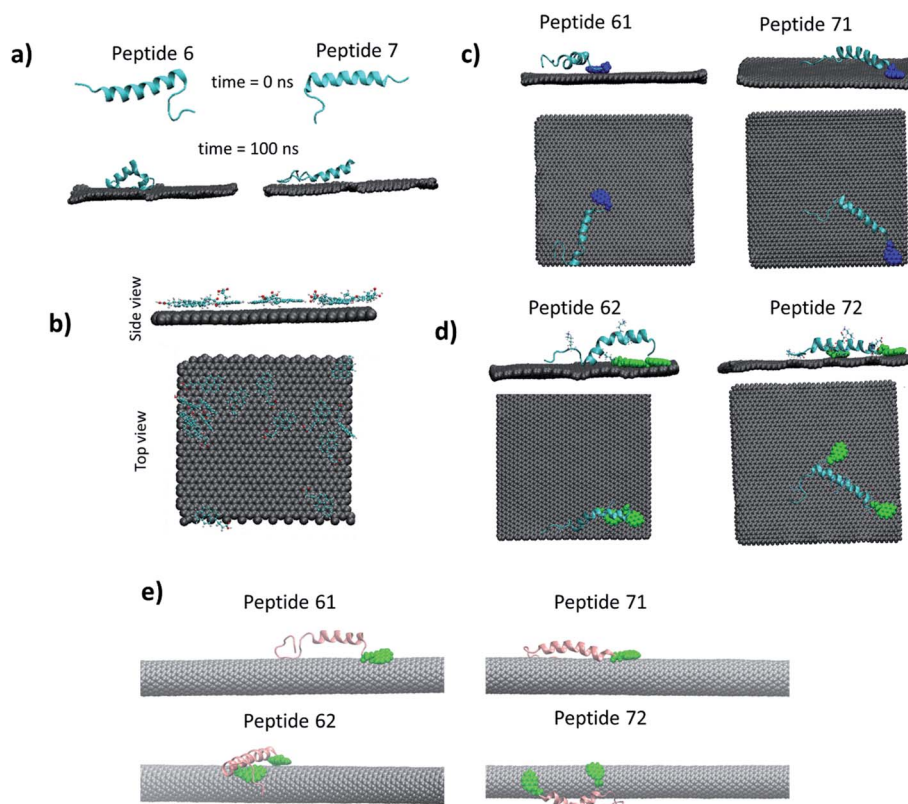 a)
Peptide 6
Peptide 7
time = 0 ns
time = 100 ns
b)
Side view
Top view
c)
Peptide 61
Peptide 71
d)
Peptide 62
Peptide 72
e)
Peptide 61
Peptide 71
Peptide 62
Peptide 72